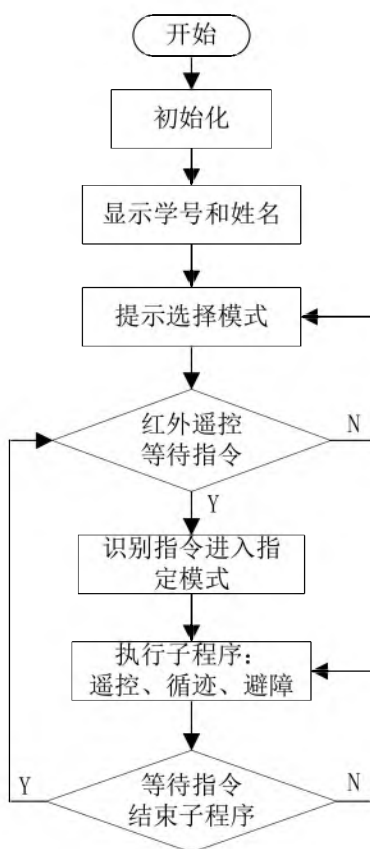 开始
初始化
显示学号和姓名
提示选择模式
红外遥控
等待指令
N
Y
识别指令进入指
定模式
执行子程序:
遥控、循迹、避障
Y
等待指令
结束子程序
N